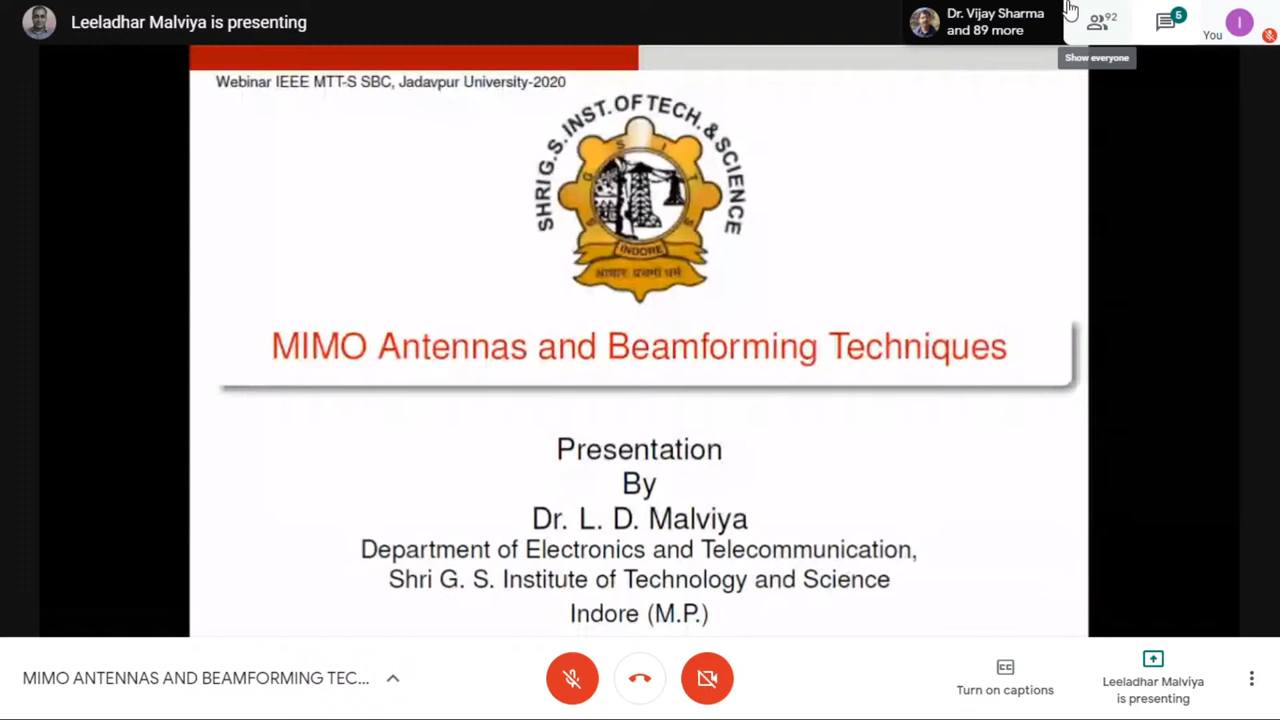 Leeladhar Malviya is presenting
Dr. Vijay Sharma
and 89 more
92
5
You
I
Show everyone
Webinar IEEE MTT-S SBC, Jadavpur University-2020
SHRI G. S. INST. OF TECH. & SCIENCE
S G S I T S
INDORE
MIMO Antennas and Beamforming Techniques
Presentation
By
Dr. L. D. Malviya
Department of Electronics and Telecommunication,
Shri G. S. Institute of Technology and Science
Indore (M.P.)
MIMO ANTENNAS AND BEAMFORMING TEC...
CC
Turn on captions
Leeladhar Malviya
is presenting